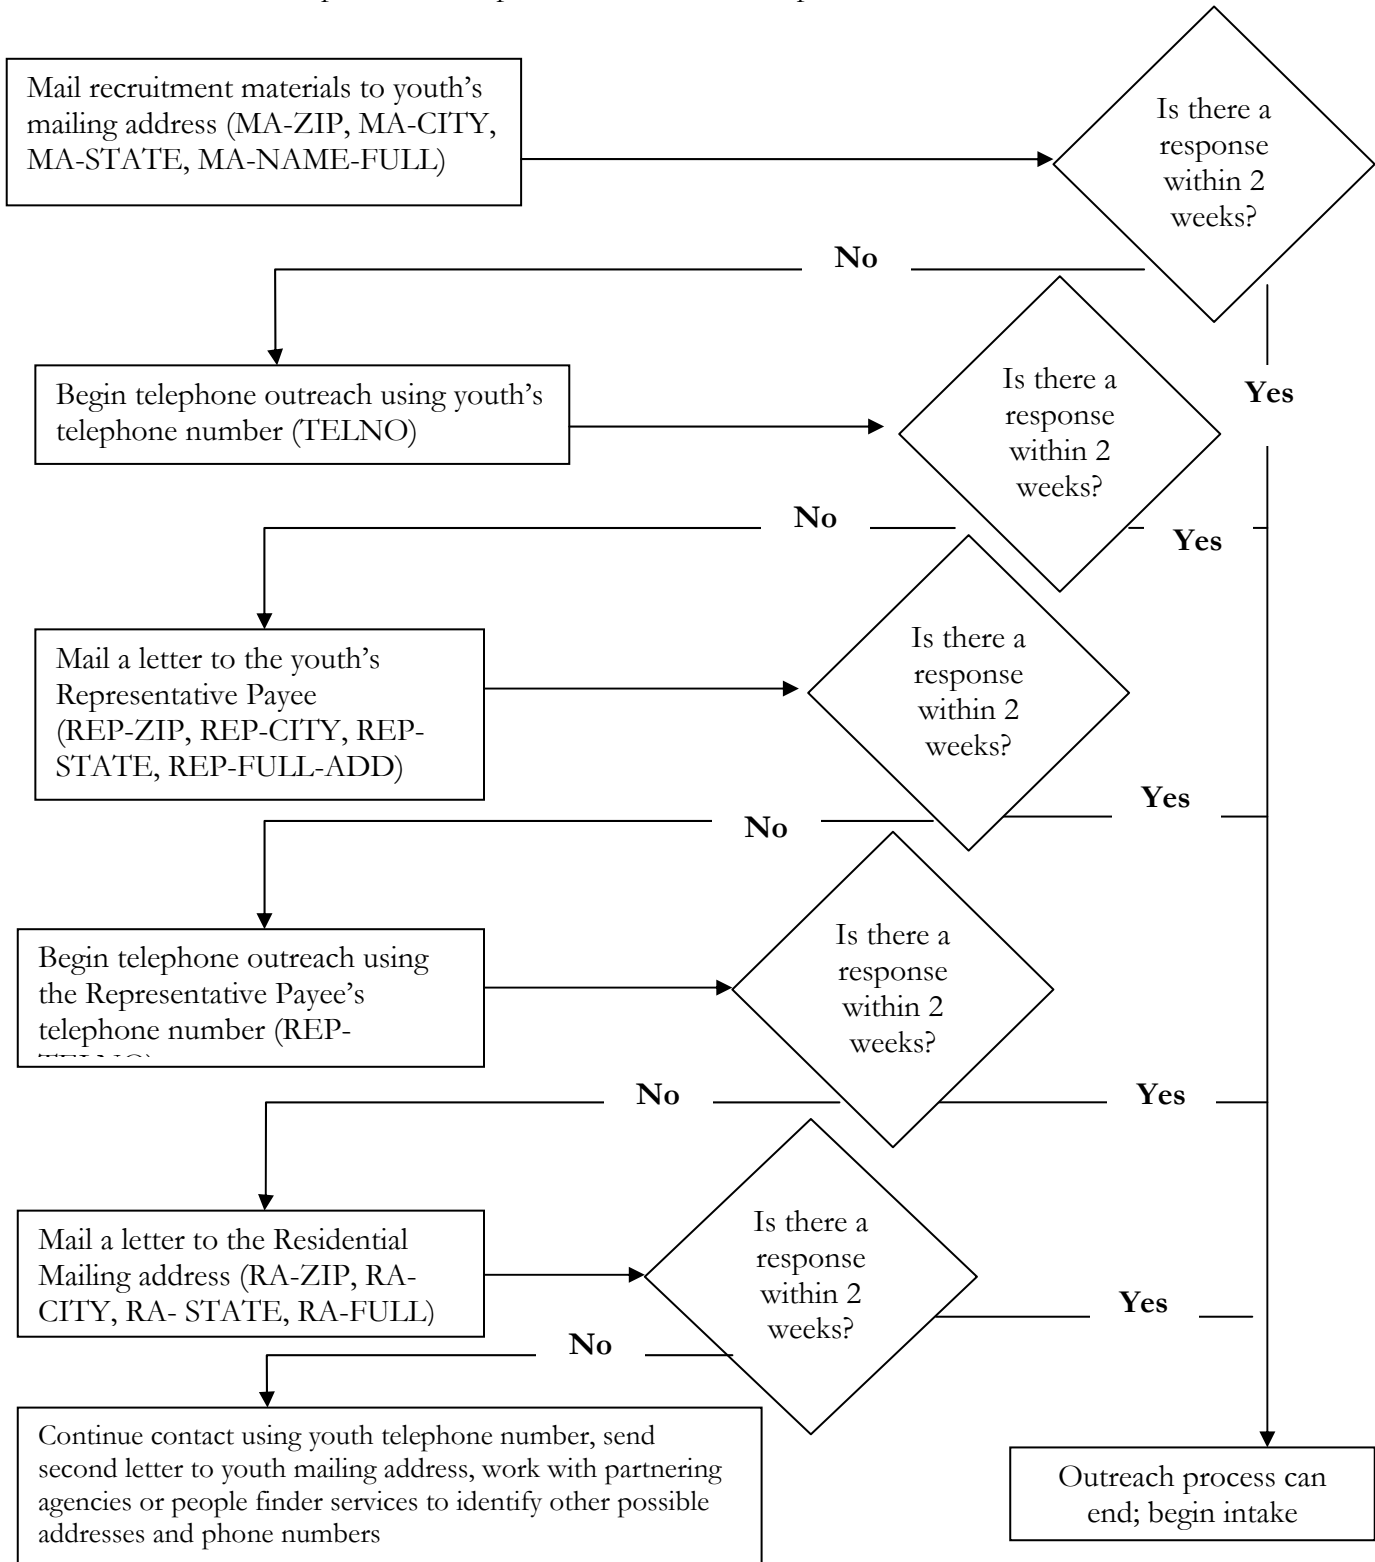 Mail recruitment materials to youth’s
mailing address (MA-ZIP, MA-CITY,
MA-STATE, MA-NAME-FULL)
Is there a
response
within 2
weeks?
No
Yes
Begin telephone outreach using youth’s
telephone number (TELNO)
Is there a
response
within 2
weeks?
No
Yes
Mail a letter to the youth’s
Representative Payee
(REP-ZIP, REP-CITY, REP-
STATE, REP-FULL-ADD)
Is there a
response
within 2
weeks?
No
Yes
Begin telephone outreach using
the Representative Payee’s
telephone number (REP-
Is there a
response
within 2
weeks?
No
Yes
Mail a letter to the Residential
Mailing address (RA-ZIP, RA-
CITY, RA- STATE, RA-FULL)
Is there a
response
within 2
weeks?
No
Yes
Continue contact using youth telephone number, send
second letter to youth mailing address, work with partnering
agencies or people finder services to identify other possible
addresses and phone numbers
Outreach process can
end; begin intake